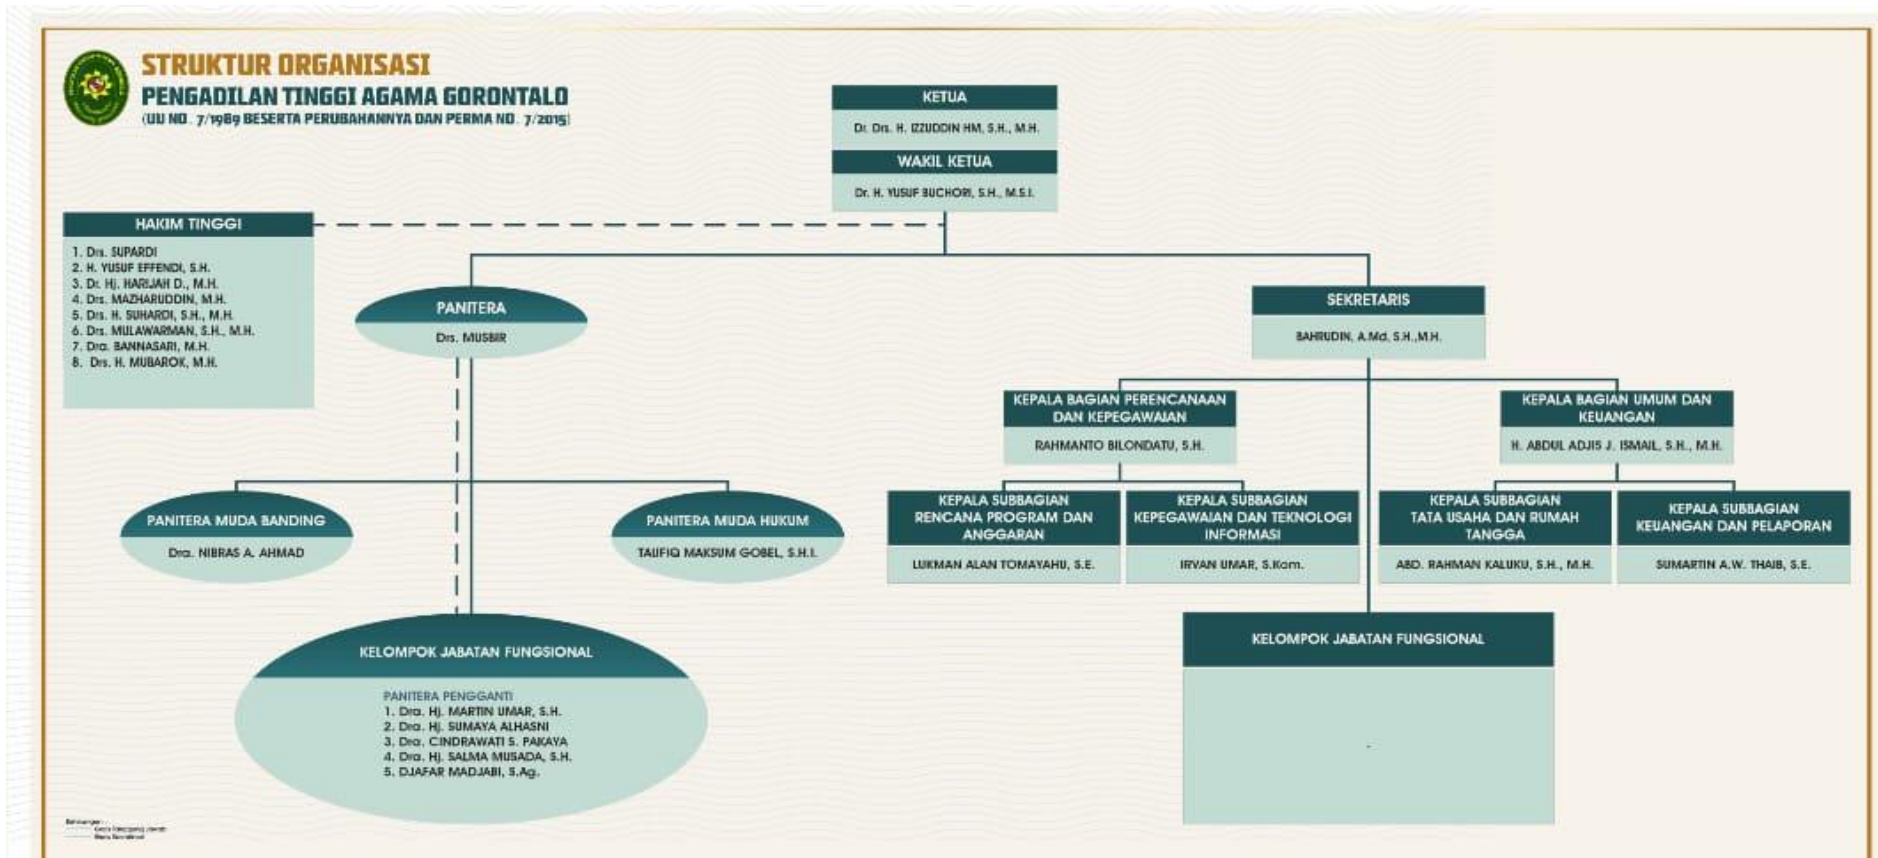 STRUKTUR ORGANISASI
PENGADILAN TINGGI AGAMA GORONTALO
(UU NO. 7/1989 BESERTA PERUBAHANNYA DAN PERMA NO. 7/2015)
KETUA
Dr. Drs. H. IZZUDDIN HM, S.H., M.H.
WAKIL KETUA
Dr. H. YUSUF BUCHORI, S.H., M.S.I.
HAKIM TINGGI
1. Drs. SUPARDI
2. H. YUSUF EFFENDI, S.H.
3. Dr. Hj. HARIJAH D., M.H.
4. Drs. MAZHARUDDIN, M.H.
5. Drs. H. SUHARDI, S.H., M.H.
6. Drs. MULAWARMAN, S.H., M.H.
7. Dra. BANNASARI, M.H.
8. Drs. H. MUBAROK, M.H.
PANITERA
Drs. MUSBIR
SEKRETARIS
BAHRUDIN, A.Md, S.H.,M.H.
KEPALA BAGIAN PERENCANAAN
DAN KEPEGAWAIAN
RAHMANTO BILONDATU, S.H.
KEPALA BAGIAN UMUM DAN
KEUANGAN
H. ABDUL ADJIS J. ISMAIL, S.H., M.H.
PANITERA MUDA BANDING
Dra. NIBRAS A. AHMAD
PANITERA MUDA HUKUM
TAUFIQ MAKSUM GOBEL, S.H.I.
KEPALA SUBBAGIAN
RENCANA PROGRAM DAN
ANGGARAN
LUKMAN ALAN TOMAYAHU, S.E.
KEPALA SUBBAGIAN
KEPEGAWAIAN DAN TEKNOLOGI
INFORMASI
IRVAN UMAR, S.Kom.
KEPALA SUBBAGIAN
TATA USAHA DAN RUMAH
TANGGA
ABD. RAHMAN KALUKU, S.H., M.H.
KEPALA SUBBAGIAN
KEUANGAN DAN PELAPORAN
SUMARTIN A.W. THAIB, S.E.
KELOMPOK JABATAN FUNGSIONAL
PANITERA PENGGANTI
1. Dra. Hj. MARTIN UMAR, S.H.
2. Dra. Hj. SUMAYA ALHASNI
3. Dra. CINDRAWATI S. PAKAYA
4. Dra. Hj. SALMA MUSADA, S.H.
5. DJAFAR MADJABI, S.Ag.
KELOMPOK JABATAN FUNGSIONAL
-